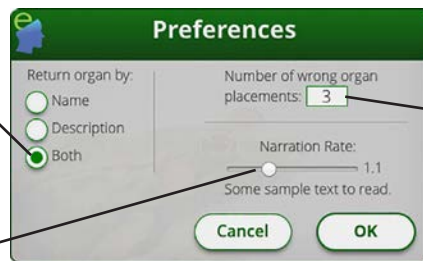 e
Preferences
Return organ by:
Name
Description
Both
Number of wrong organ
placements: 3
Narration Rate:
1.1
Some sample text to read.
Cancel
OK